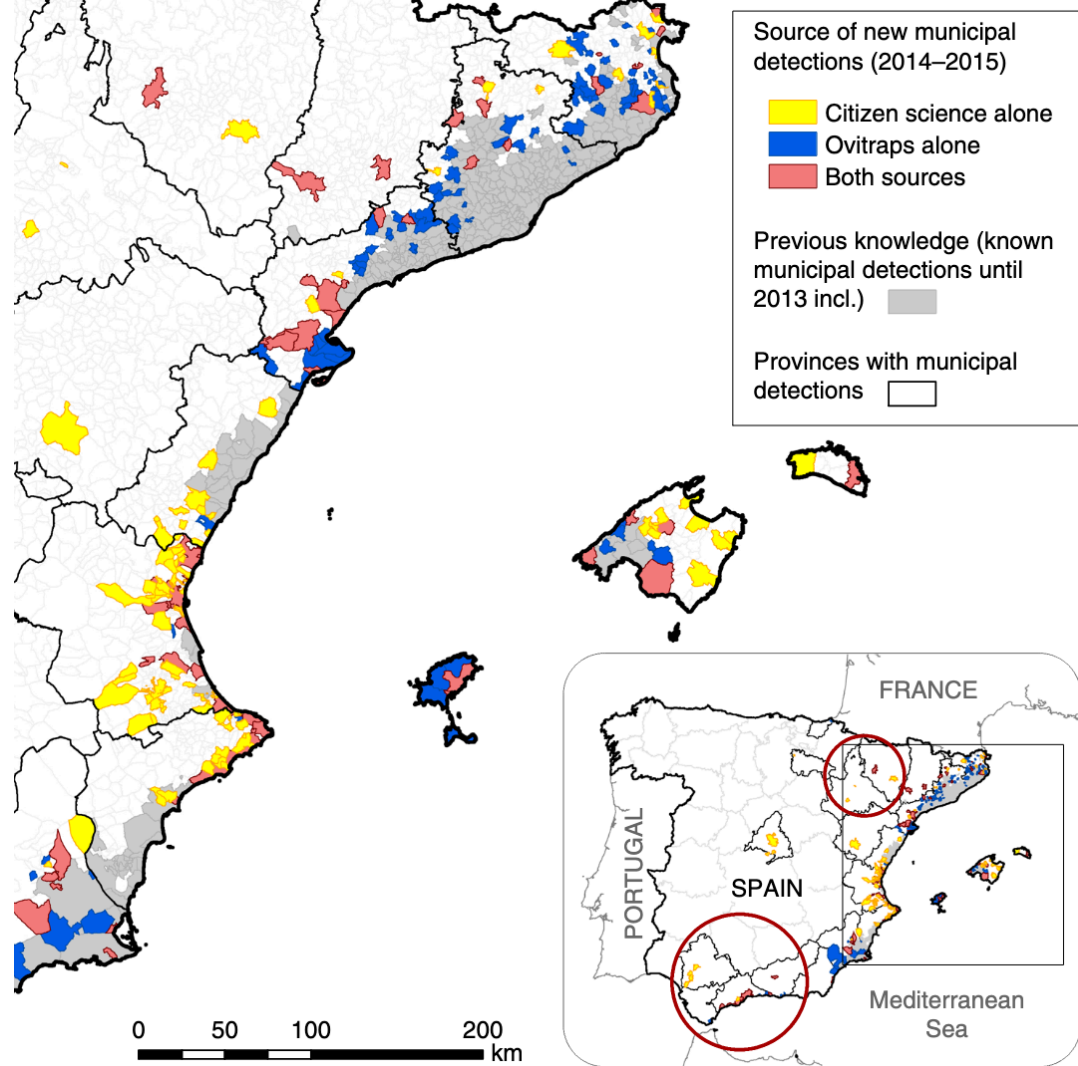 Source of new municipal
detections (2014–2015)
Citizen science alone
Ovitraps alone
Both sources
Previous knowledge (known
municipal detections until
2013 incl.)
Provinces with municipal
detections
FRANCE
PORTUGAL
SPAIN
Mediterranean
Sea
0 50 100 200
km